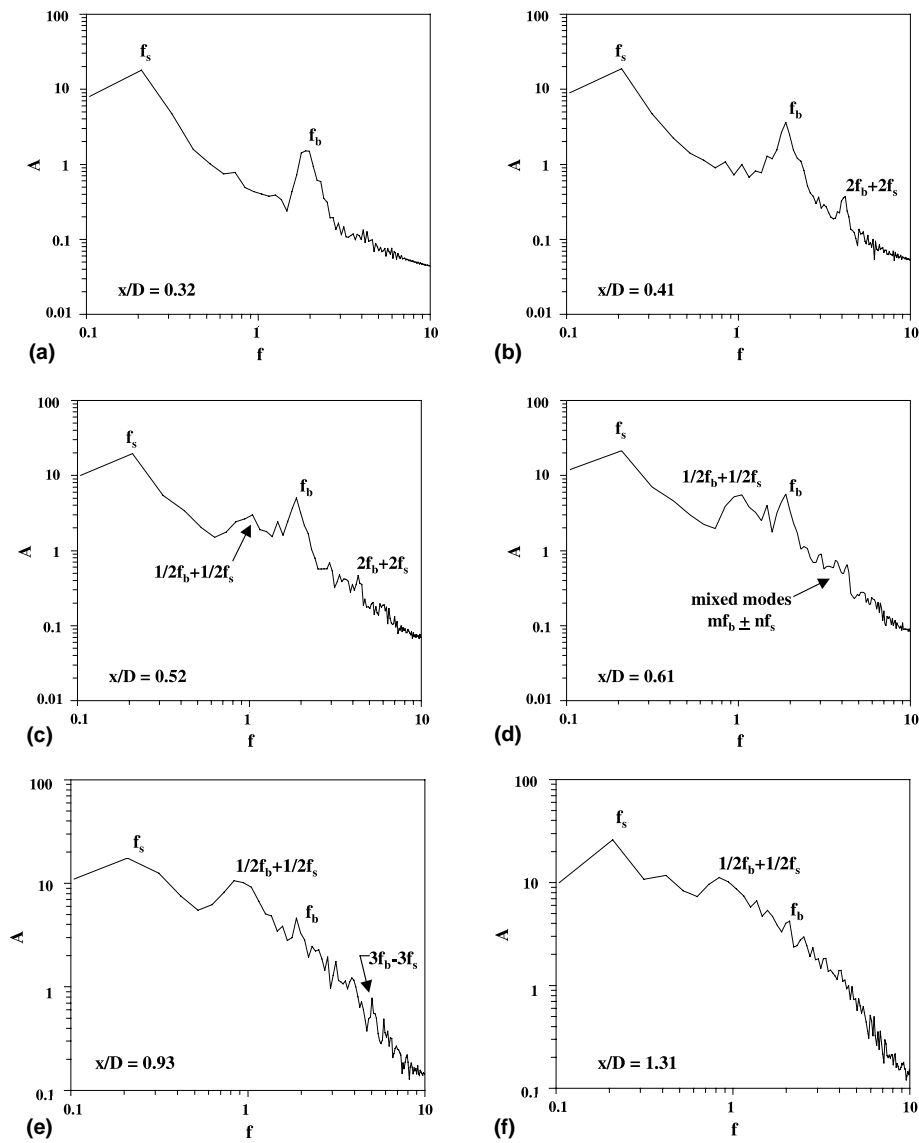 100
10
1
0.1
0.01
A
f_s
f_b
x/D = 0.32
0.1
1
10
f
(a)
100
10
1
0.1
0.01
A
f_s
f_b
2f_b+2f_s
x/D = 0.41
0.1
1
10
f
(b)
100
10
1
0.1
0.01
A
f_s
f_b
1/2f_b+1/2f_s
2f_b+2f_s
x/D = 0.52
0.1
1
10
f
(c)
100
10
1
0.1
0.01
A
f_s
1/2f_b+1/2f_s
f_b
mixed modes
mf_b ± nf_s
x/D = 0.61
0.1
1
10
f
(d)
100
10
1
0.1
A
f_s
1/2f_b+1/2f_s
f_b
3f_b-3f_s
x/D = 0.93
0.1
1
10
f
(e)
100
10
1
0.1
A
f_s
1/2f_b+1/2f_s
f_b
x/D = 1.31
0.1
1
10
f
(f)